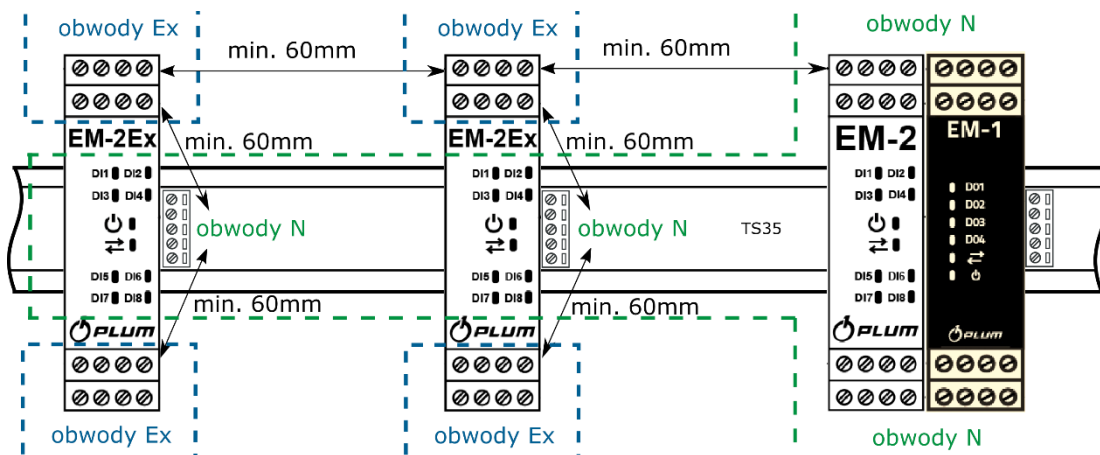 obwody Ex
obwody Ex
obwody N
min. 60mm
min. 60mm
EM-2Ex
EM-2Ex
EM-2
EM-1
min. 60mm
min. 60mm
DI1 DI2
DI3 DI4
DI1 DI2
DI3 DI4
DI1 DI2
DI3 DI4
DO1
DO2
DO3
DO4
obwody N
obwody N
TS35
DI5 DI6
DI7 DI8
DI5 DI6
DI7 DI8
DI5 DI6
DI7 DI8
min. 60mm
min. 60mm
PLUM
PLUM
PLUM
PLUM
obwody Ex
obwody Ex
obwody N